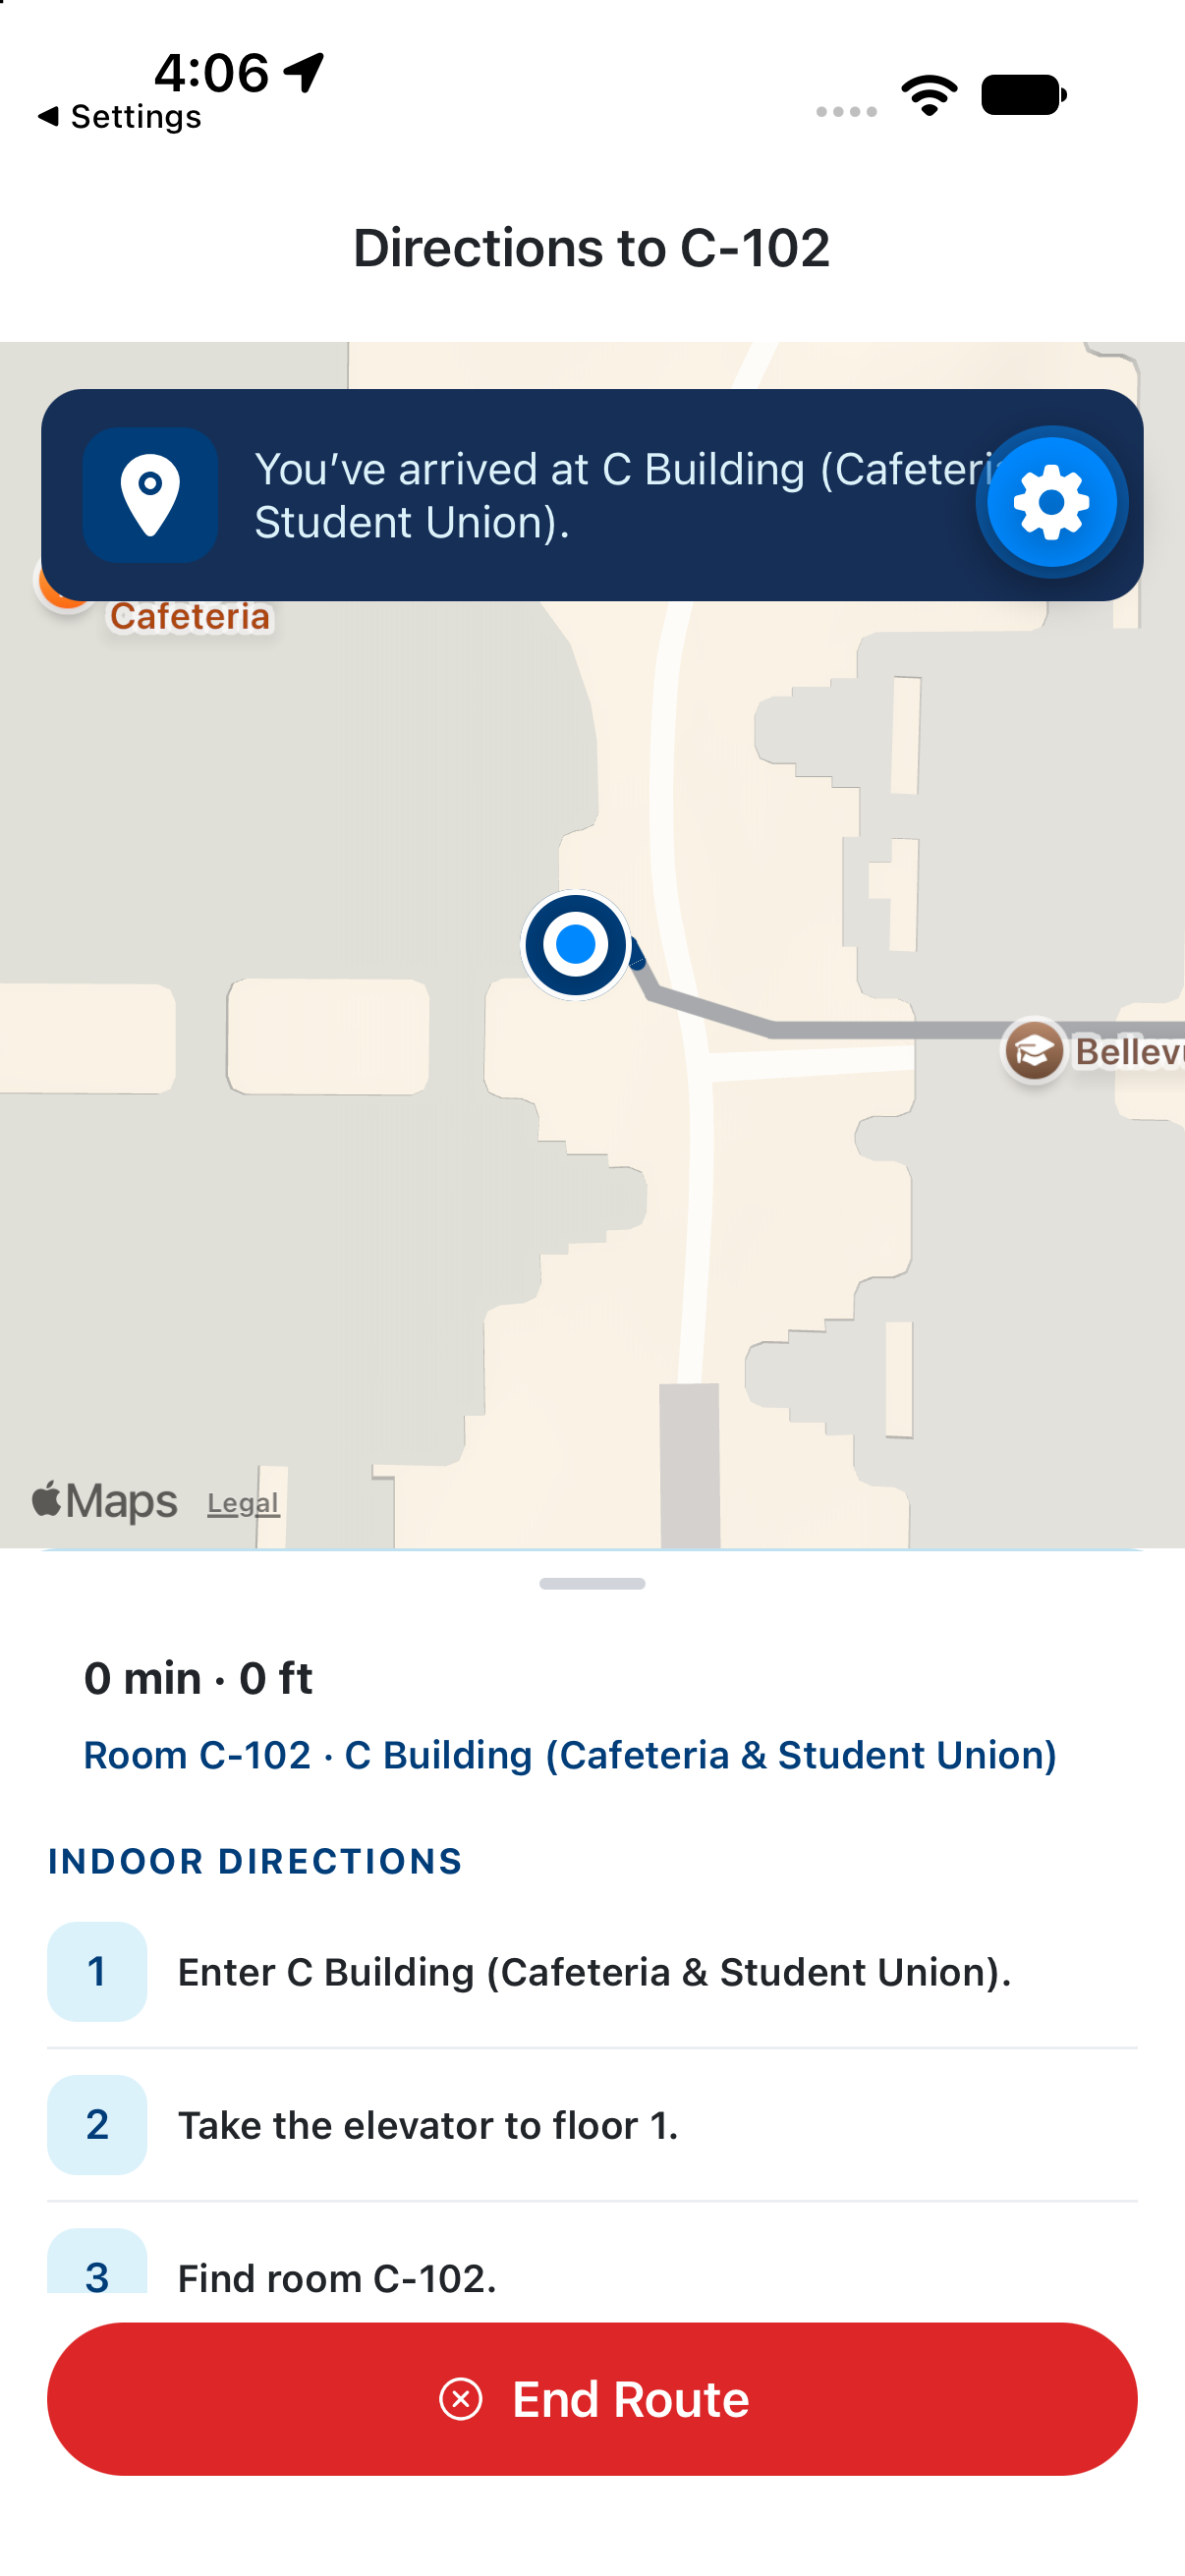 4:06
◀ Settings
Directions to C-102
You’ve arrived at C Building (Cafeteri
Student Union).
Cafeteria
Bellev
Maps Legal
0 min · 0 ft
Room C-102 · C Building (Cafeteria & Student Union)
INDOOR DIRECTIONS
1 Enter C Building (Cafeteria & Student Union).
2 Take the elevator to floor 1.
3 Find room C-102.
End Route